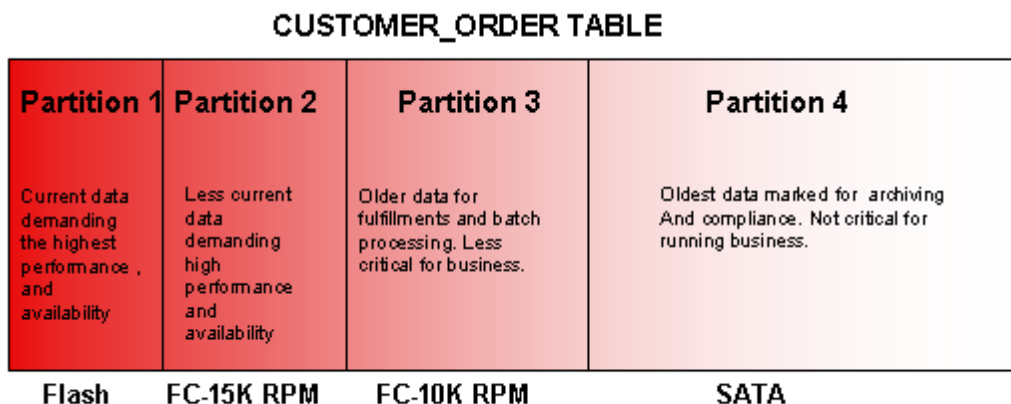 CUSTOMER_ORDER TABLE
Partition 1
Current data
demanding
the highest
performance ,
and
availability
Partition 2
Less current
data
demanding
high
performance
and
availability
Partition 3
Older data for
fulfillments and batch
processing. Less
critical for business.
Partition 4
Oldest data marked for archiving
And compliance. Not critical for
running business.
Flash
FC-15K RPM
FC-10K RPM
SATA